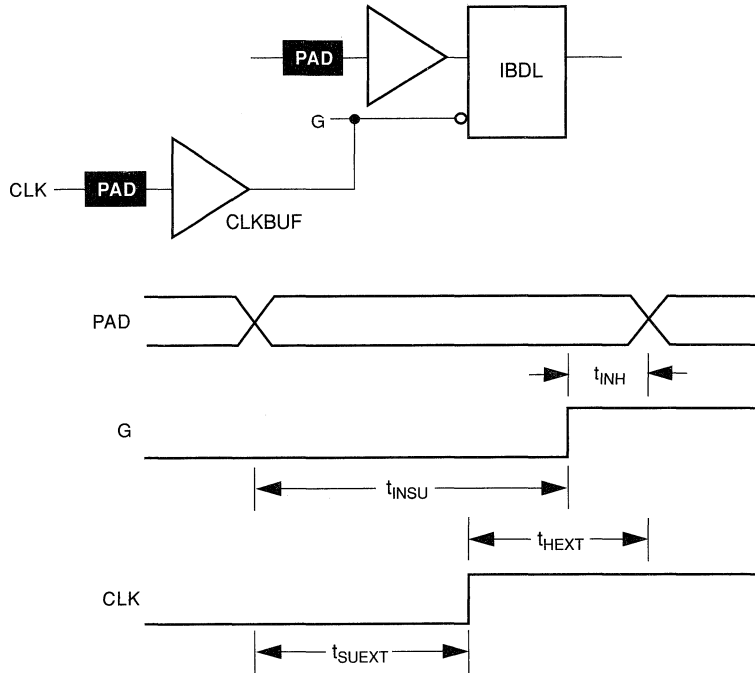 PAD
IBDL
G
CLK
PAD
CLKBUF
PAD
tINH
G
tINSU
tHEXT
CLK
tSUEXT